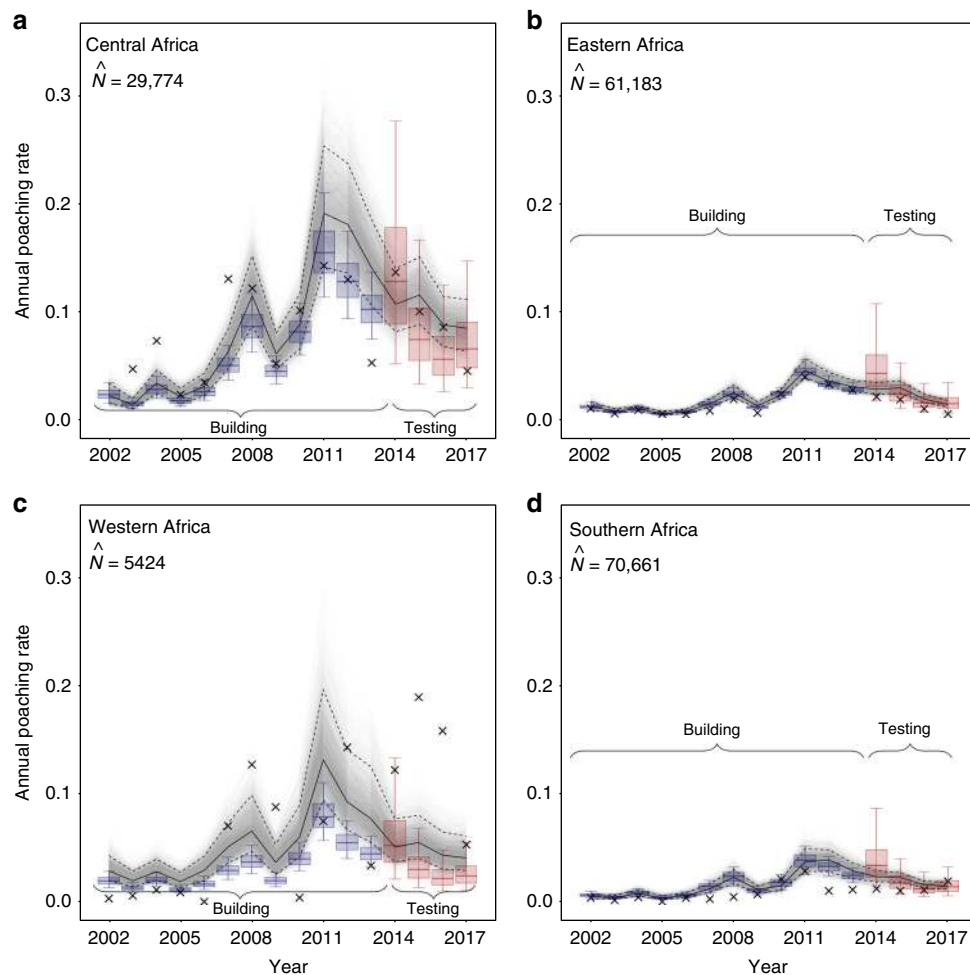 a
Central Africa
^
N = 29,774
0.3
0.2
0.1
0.0
Annual poaching rate
Building
Testing
2002 2005 2008 2011 2014 2017
b
Eastern Africa
^
N = 61,183
0.3
0.2
0.1
0.0
Building
Testing
2002 2005 2008 2011 2014 2017
c
Western Africa
^
N = 5424
0.3
0.2
0.1
0.0
Annual poaching rate
Building
Testing
2002 2005 2008 2011 2014 2017
Year
d
Southern Africa
^
N = 70,661
0.3
0.2
0.1
0.0
Building
Testing
2002 2005 2008 2011 2014 2017
Year